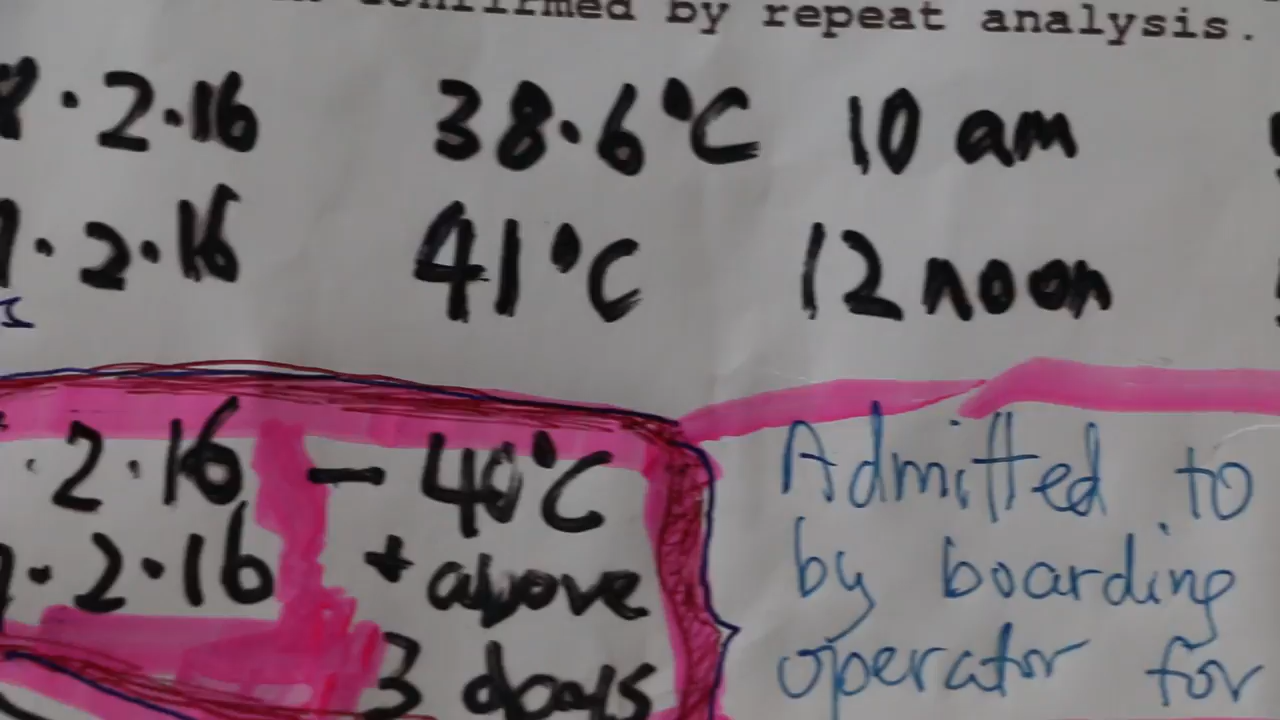 confirmed by repeat analysis.
·2·16 38.6°C 10 am
·2·16 41°C 12 noon
·2·16 – 40°C
·2·16 + above
3 days
Admitted to
by boarding
operator for